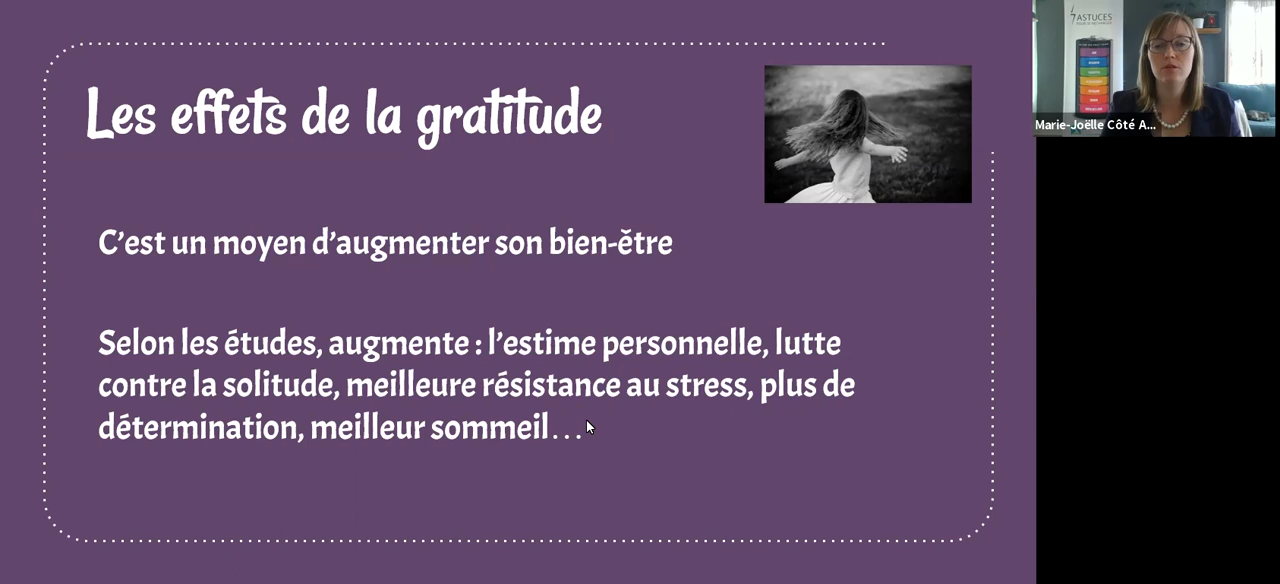 Les effets de la gratitude
C’est un moyen d’augmenter son bien-être
Selon les études, augmente : l’estime personnelle, lutte
contre la solitude, meilleure résistance au stress, plus de
détermination, meilleur sommeil…
7 ASTUCES
Marie-Joëlle Côté A...